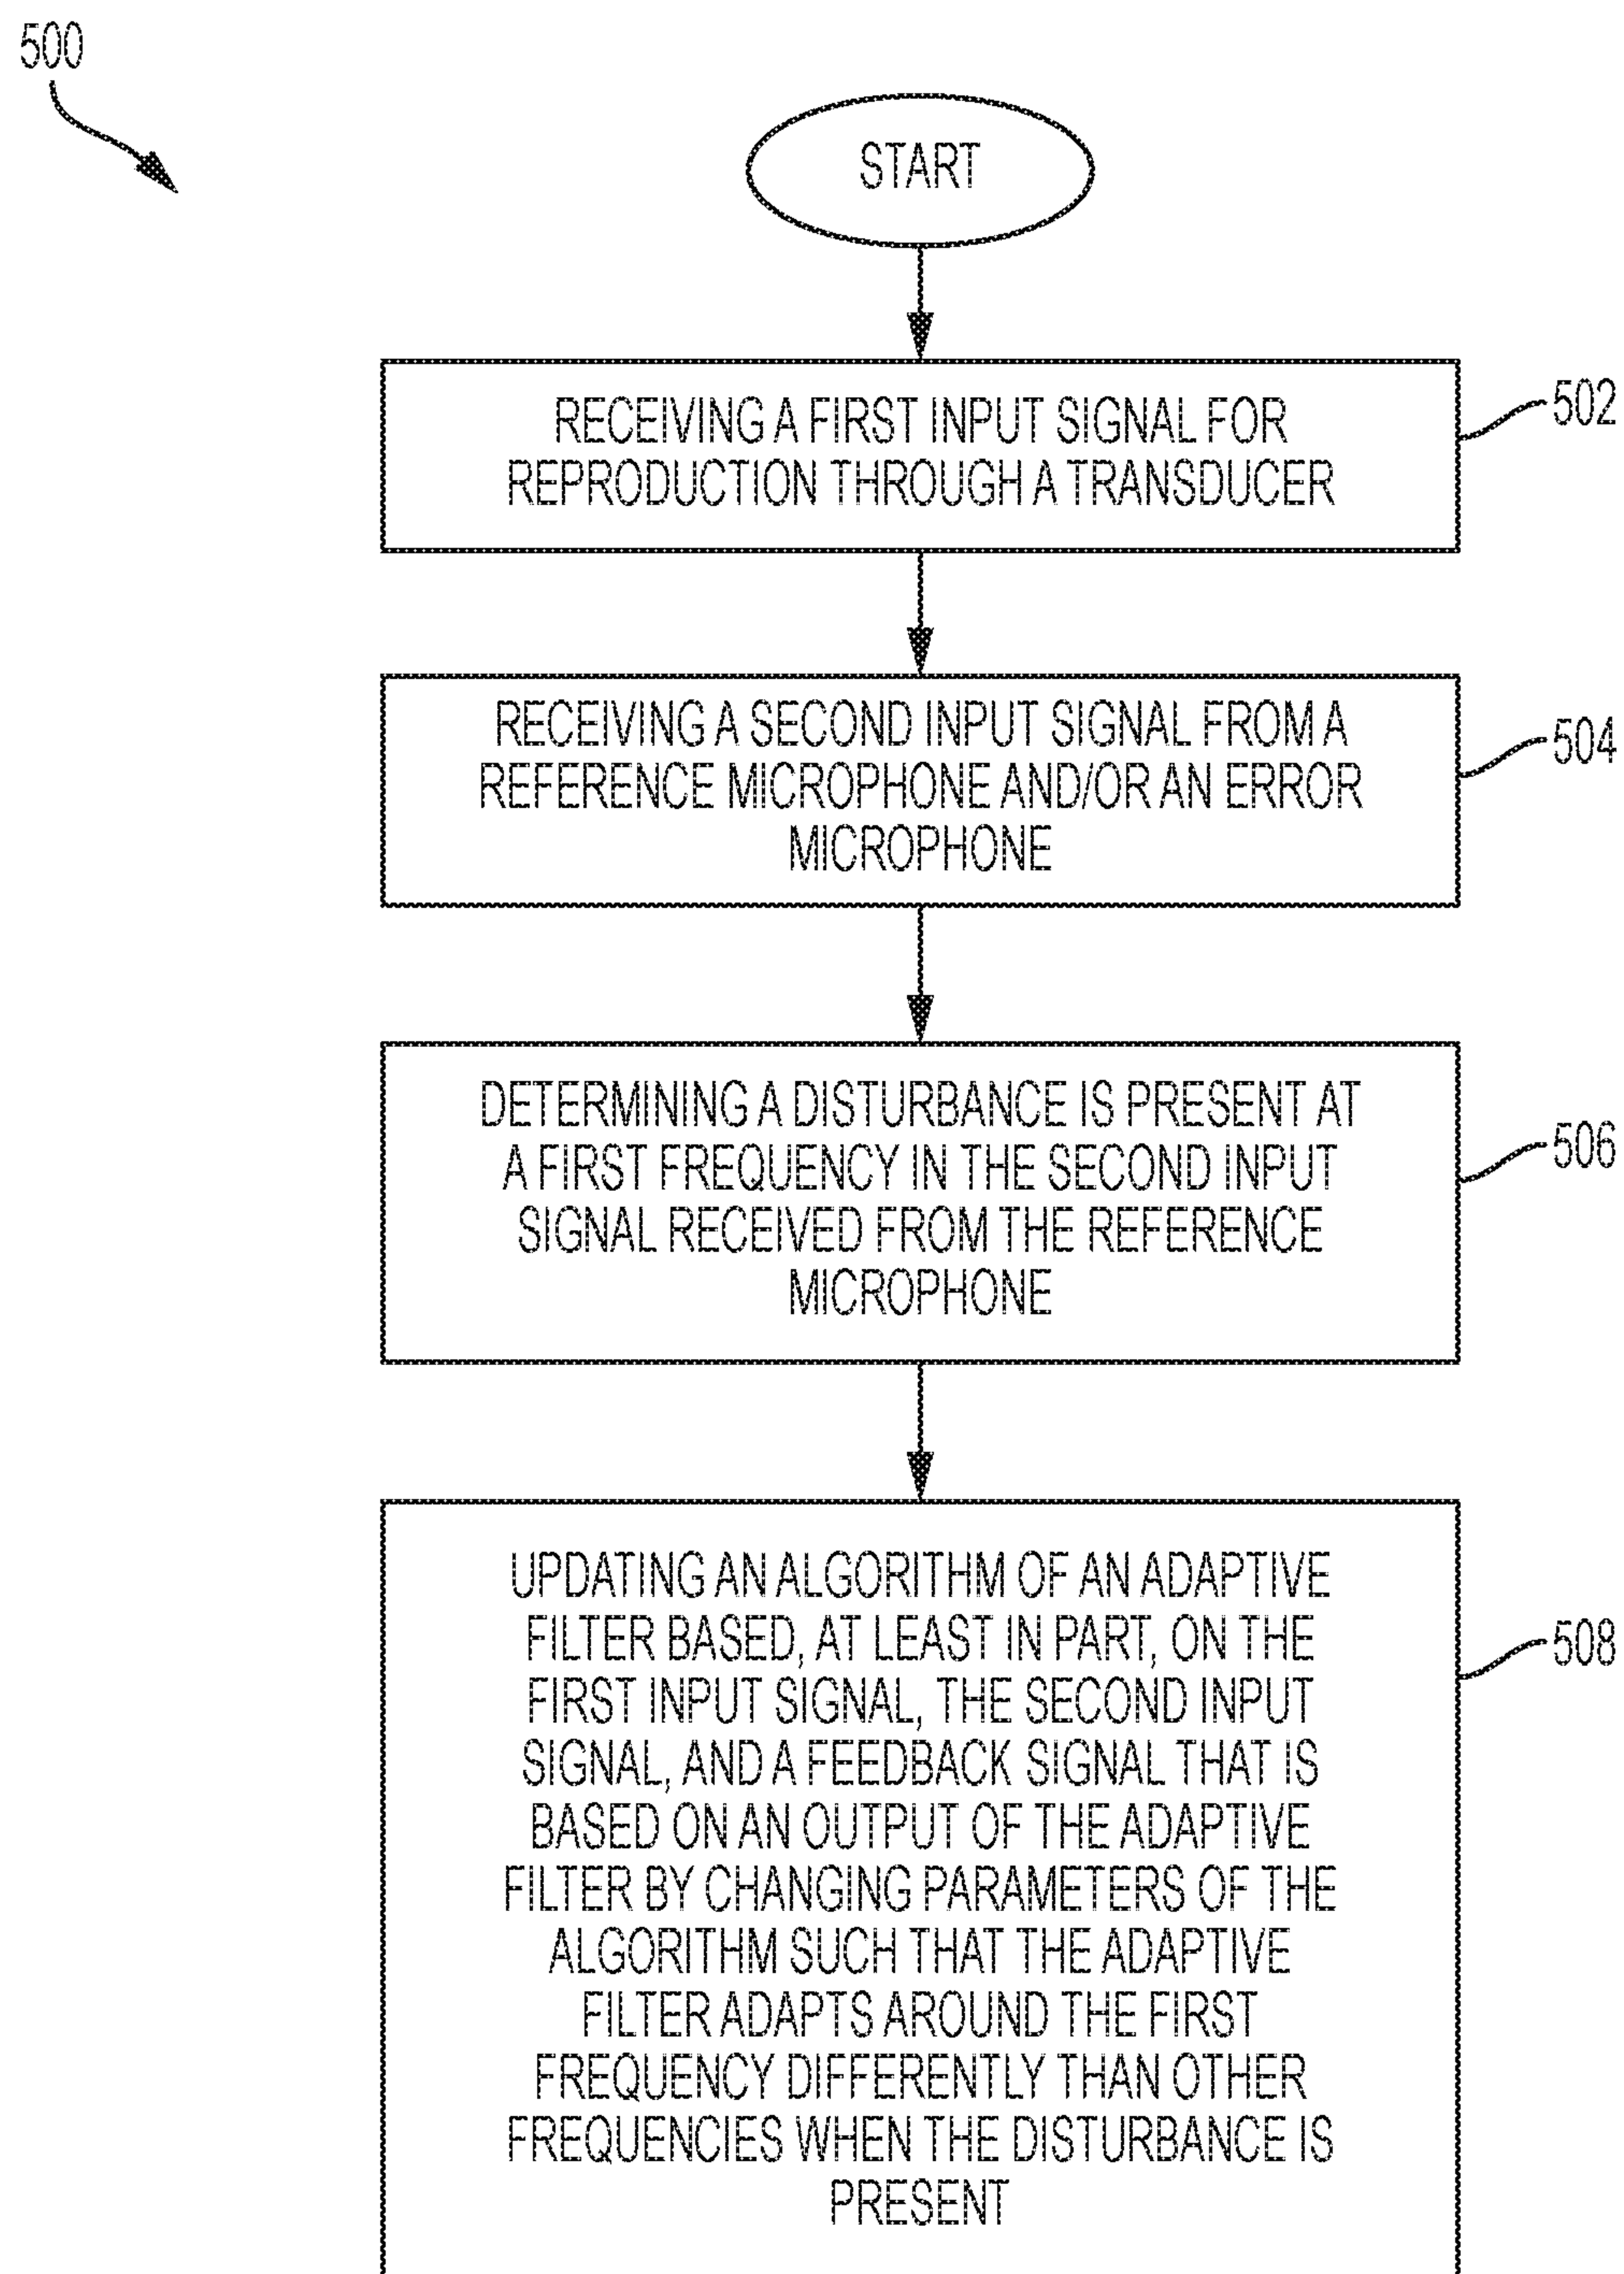 500
START
RECEIVING A FIRST INPUT SIGNAL FOR
REPRODUCTION THROUGH A TRANSDUCER
502
RECEIVING A SECOND INPUT SIGNAL FROM A
REFERENCE MICROPHONE AND/OR AN ERROR
MICROPHONE
504
DETERMINING A DISTURBANCE IS PRESENT AT
A FIRST FREQUENCY IN THE SECOND INPUT
SIGNAL RECEIVED FROM THE REFERENCE
MICROPHONE
506
UPDATING AN ALGORITHM OF AN ADAPTIVE
FILTER BASED, AT LEAST IN PART, ON THE
FIRST INPUT SIGNAL, THE SECOND INPUT
SIGNAL, AND A FEEDBACK SIGNAL THAT IS
BASED ON AN OUTPUT OF THE ADAPTIVE
FILTER BY CHANGING PARAMETERS OF THE
ALGORITHM SUCH THAT THE ADAPTIVE
FILTER ADAPTS AROUND THE FIRST
FREQUENCY DIFFERENTLY THAN OTHER
FREQUENCIES WHEN THE DISTURBANCE IS
PRESENT
508